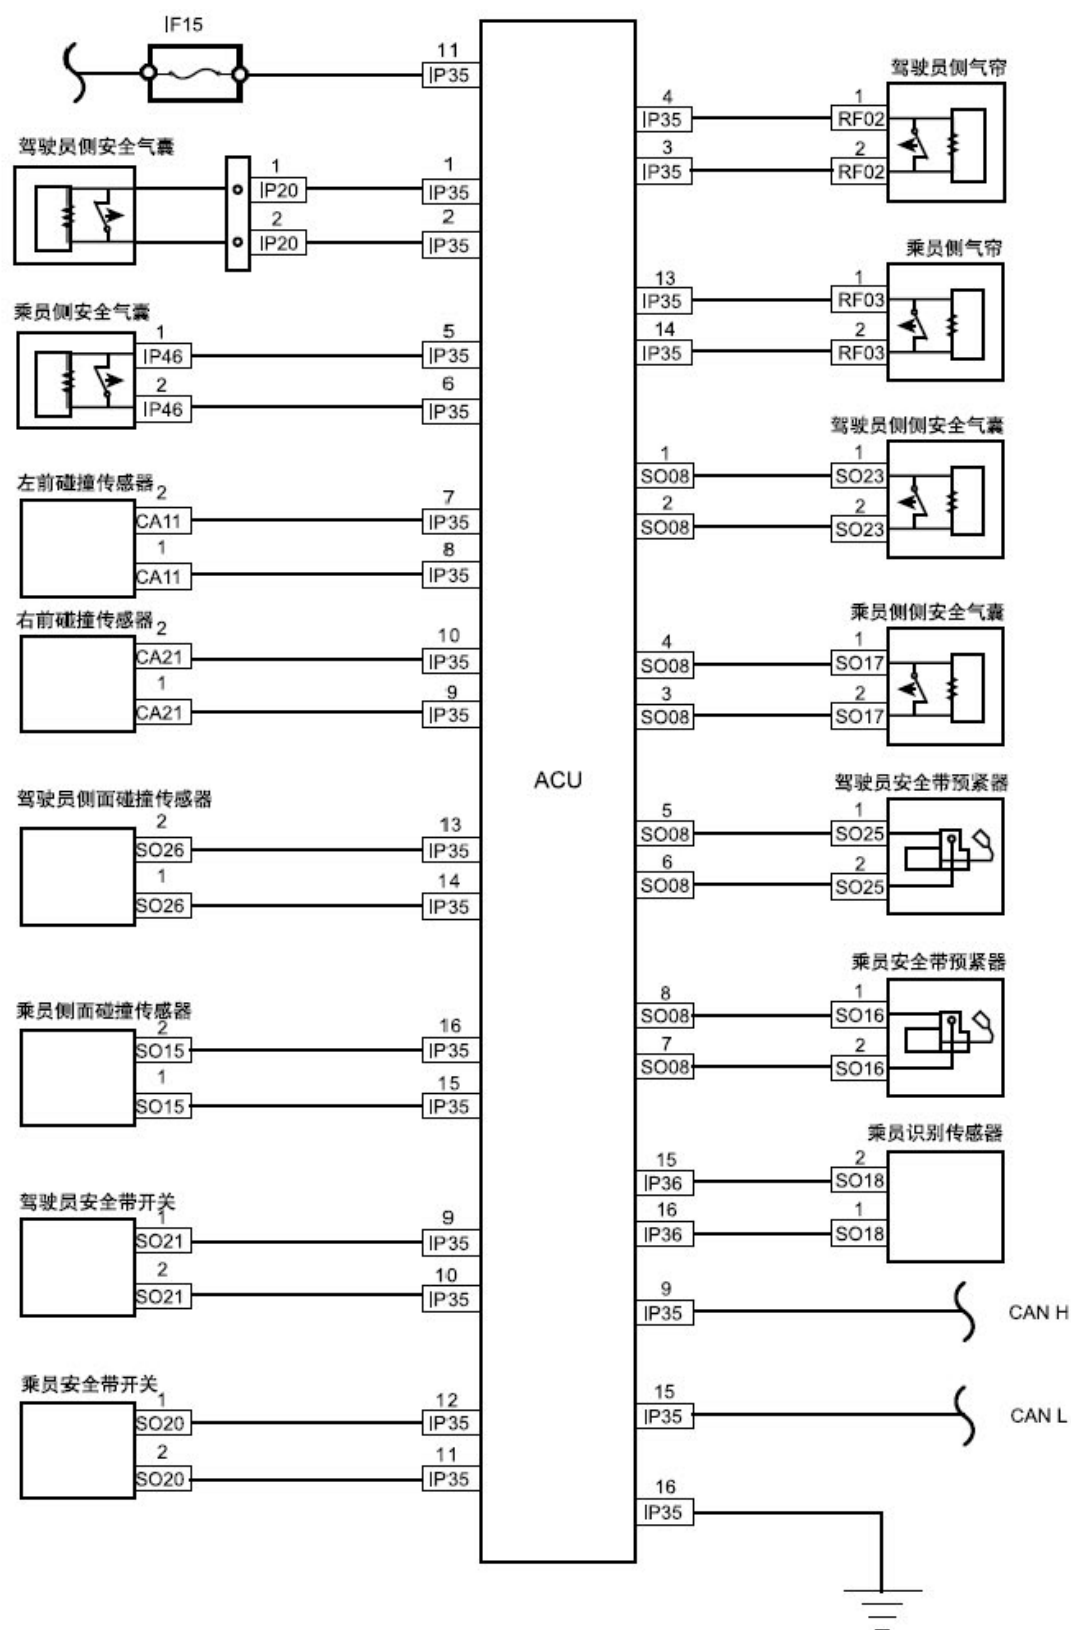 IF15
11
IP35
驾驶员侧安全气囊
1
IP20
1
IP35
2
IP20
2
IP35
乘员侧安全气囊
1
IP46
5
IP35
2
IP46
6
IP35
左前碰撞传感器
2
CA11
7
IP35
1
CA11
8
IP35
右前碰撞传感器
2
CA21
10
IP35
1
CA21
9
IP35
驾驶员侧面碰撞传感器
2
SO26
13
IP35
1
SO26
14
IP35
乘员侧面碰撞传感器
2
SO15
16
IP35
1
SO15
15
IP35
驾驶员安全带开关
1
SO21
9
IP35
2
SO21
10
IP35
乘员安全带开关
1
SO20
12
IP35
2
SO20
11
IP35
ACU
驾驶员侧气帘
4
IP35
1
RF02
3
IP35
2
RF02
乘员侧气帘
13
IP35
1
RF03
14
IP35
2
RF03
驾驶员侧侧安全气囊
1
SO08
1
SO23
2
SO08
2
SO23
乘员侧侧安全气囊
4
SO08
1
SO17
3
SO08
2
SO17
驾驶员安全带预紧器
5
SO08
1
SO25
6
SO08
2
SO25
乘员安全带预紧器
8
SO08
1
SO16
7
SO08
2
SO16
乘员识别传感器
15
IP36
2
SO18
16
IP36
1
SO18
9
IP35
CAN H
15
IP35
CAN L
16
IP35